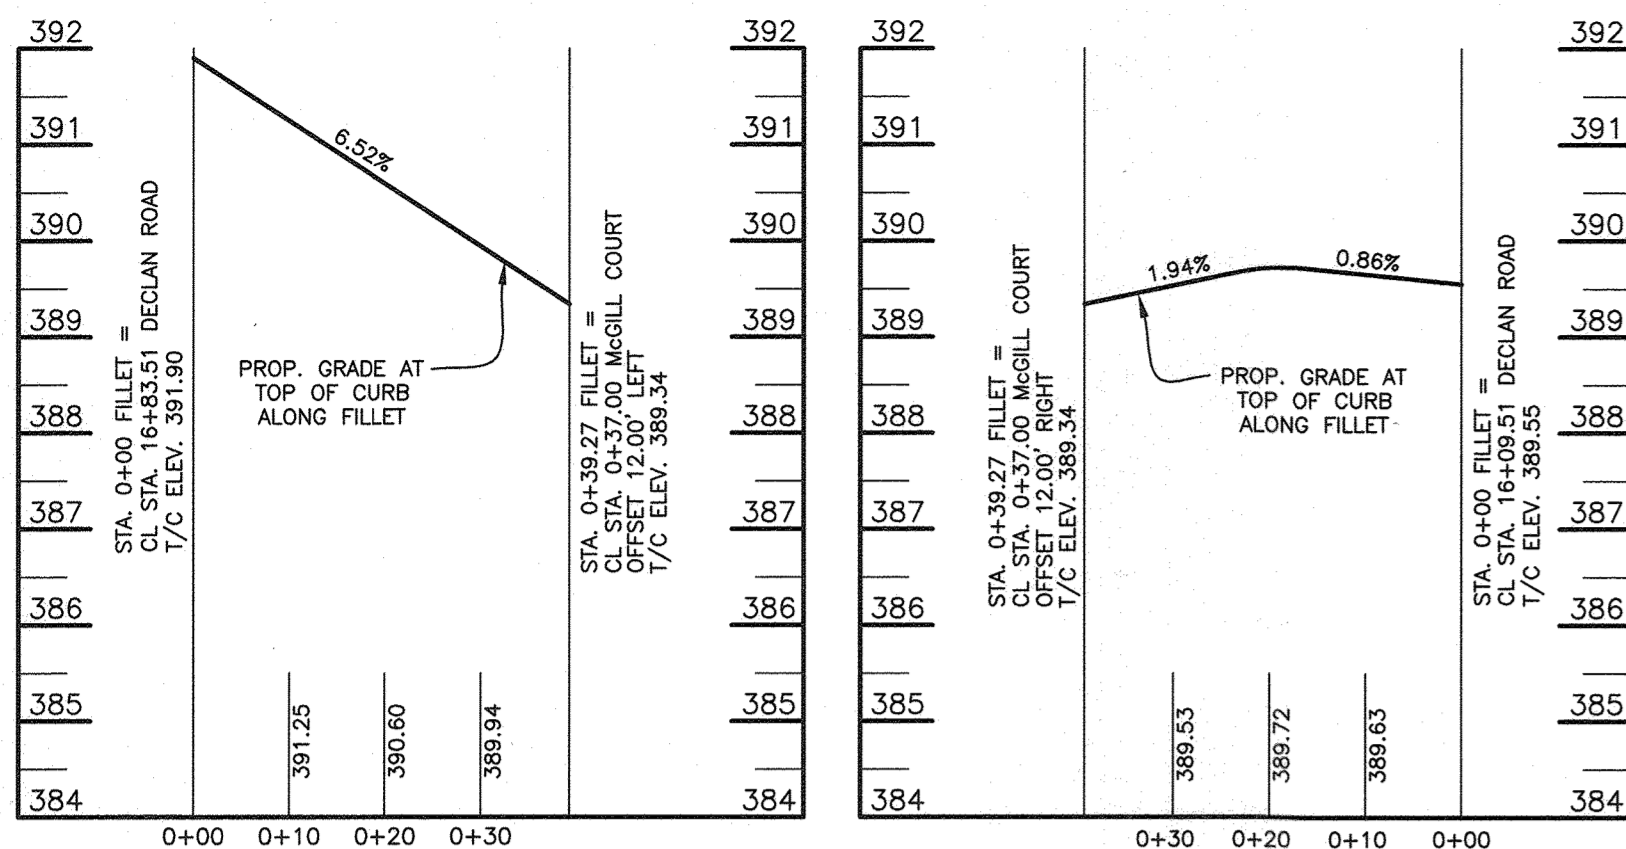 392
391
390
389
388
387
386
385
384
STA. 0+00 FILLET =
CL STA. 16+83.51 DECLAN ROAD
T/C ELEV. 391.90
6.52%
PROP. GRADE AT
TOP OF CURB
ALONG FILLET
391.25
390.60
389.94
0+00
0+10
0+20
0+30
STA. 0+39.27 FILLET =
CL STA. 0+37.00 McGILL COURT
OFFSET 12.00' LEFT
T/C ELEV. 389.34
392
391
390
389
388
387
386
385
384
392
391
390
389
388
387
386
385
384
STA. 0+39.27 FILLET =
CL STA. 0+37.00 McGILL COURT
OFFSET 12.00' RIGHT
T/C ELEV. 389.34
1.94%
0.86%
PROP. GRADE AT
TOP OF CURB
ALONG FILLET
389.53
389.72
389.63
0+30
0+20
0+10
0+00
STA. 0+00 FILLET =
CL STA. 16+09.51 DECLAN ROAD
T/C ELEV. 389.55
392
391
390
389
388
387
386
385
384